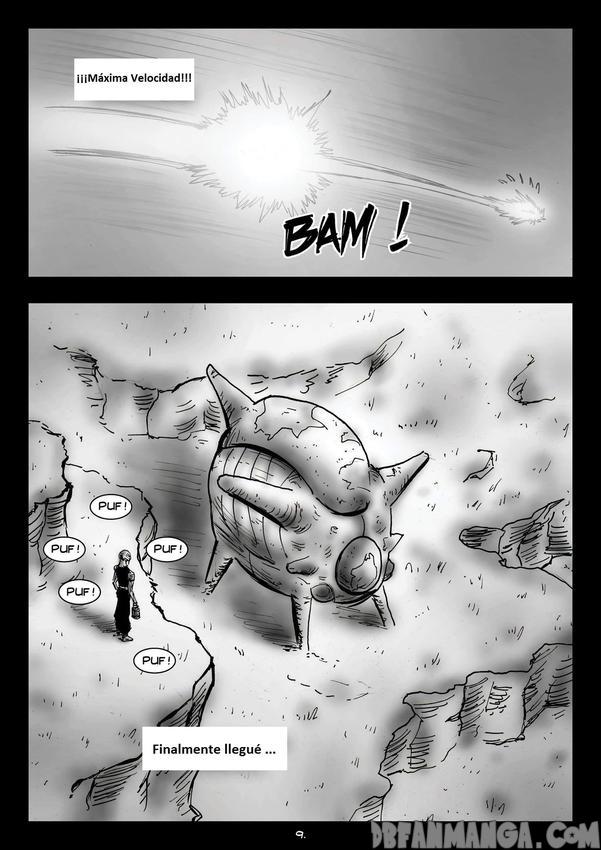 ¡¡¡Máxima Velocidad!!!
BAM !
PUF !
PUF !
PUF !
PUF !
PUF !
Finalmente llegué ...
9.
DBFANMANGA.COM